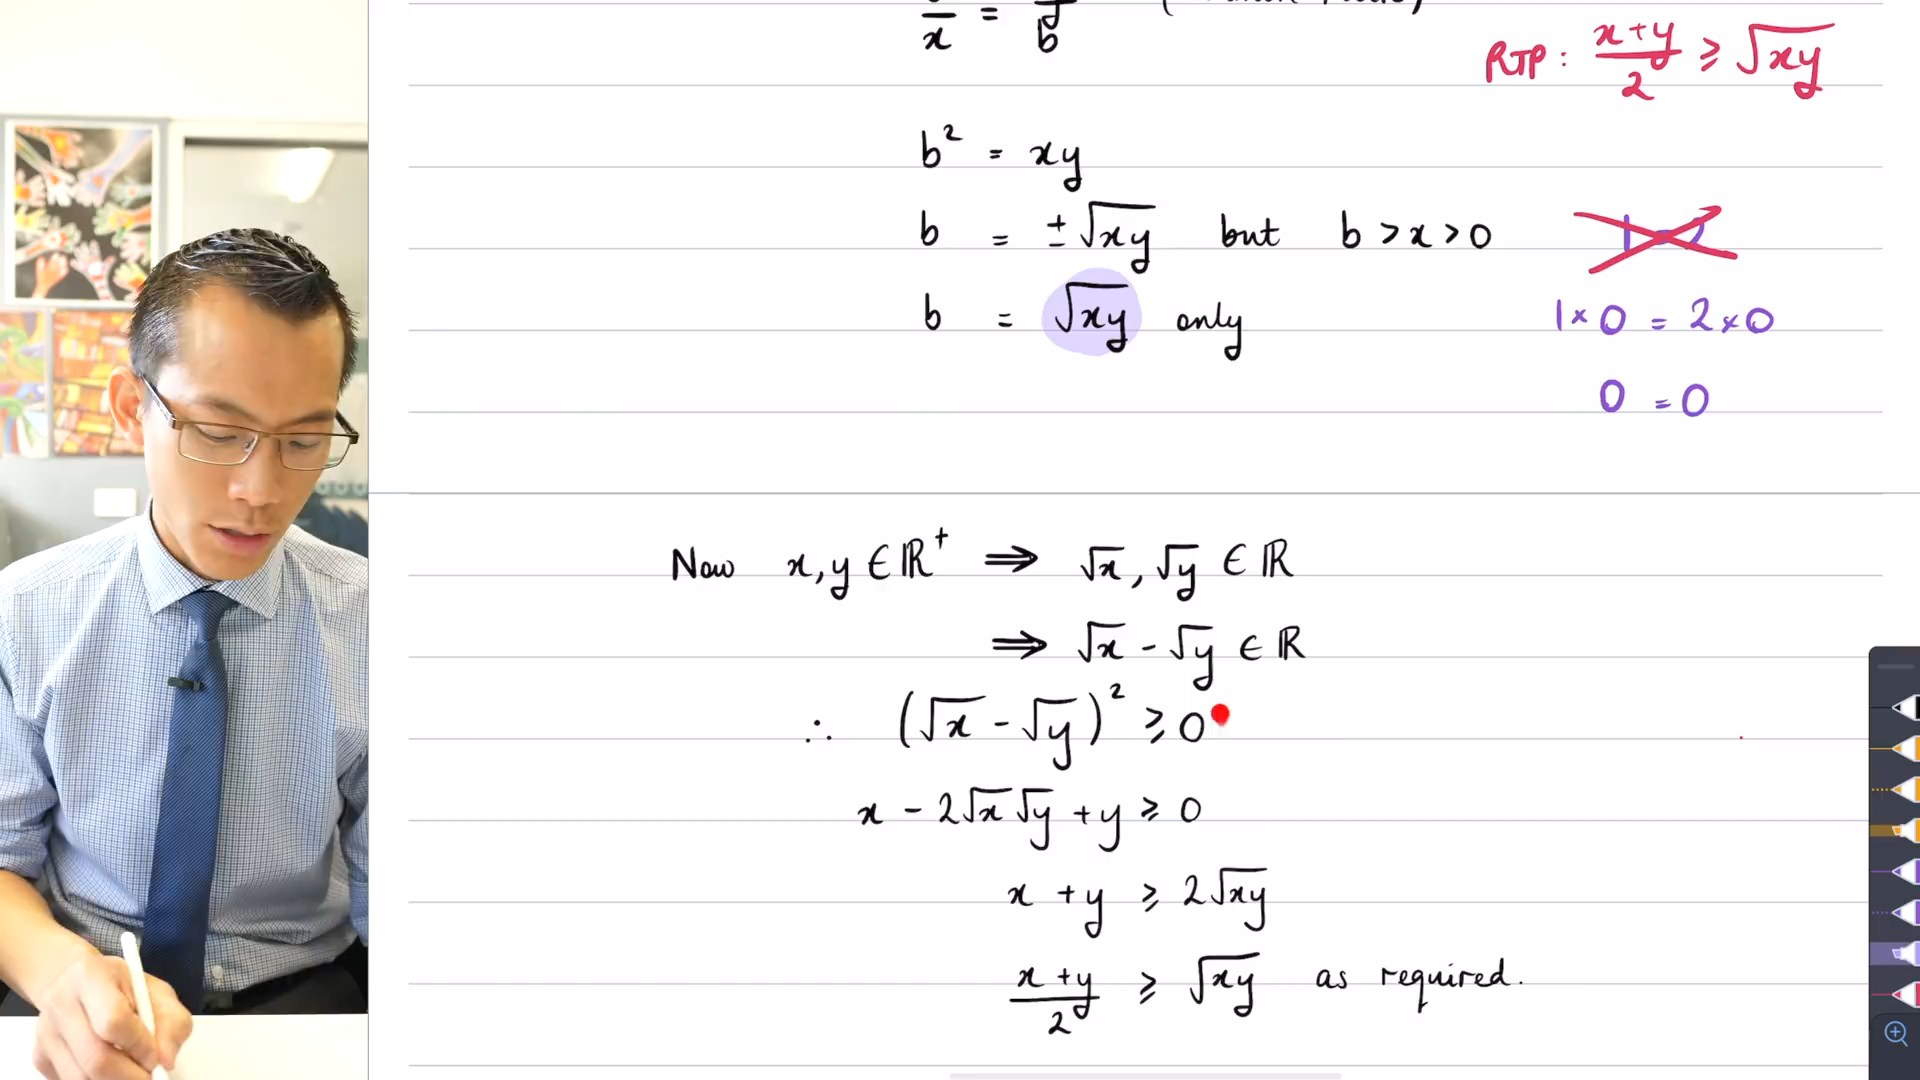 x = b
RTP: x+y/2 ⩾ √xy
b² = xy
b = ±√xy but b > x > 0
b = √xy only
1×0 = 2×0
0 = 0
Now x, y ∈ ℝ⁺ ⇒ √x, √y ∈ ℝ
⇒ √x - √y ∈ ℝ
∴ (√x - √y)² ⩾ 0
x - 2√x√y + y ⩾ 0
x + y ⩾ 2√xy
x+y/2 ⩾ √xy as required.